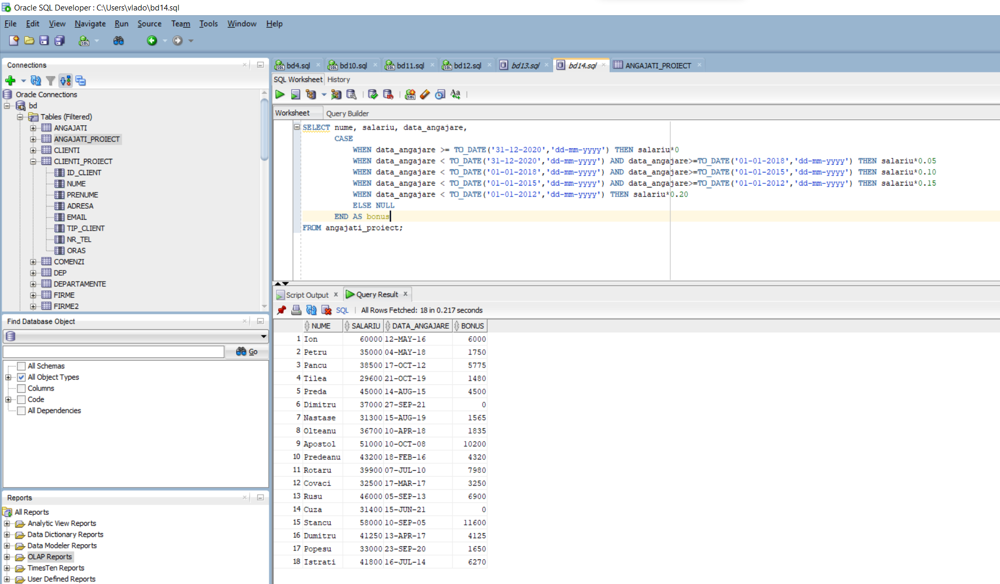 Oracle SQL Developer : C:\Users\vlado\bd14.sql
File Edit View Navigate Run Source Team Tools Window Help
Connections
Oracle Connections
bd
Tables (Filtered)
ANGAJATI
ANGAJATI_PROIECT
CLIENTI
CLIENTI_PROIECT
ID_CLIENT
NUME
PRENUME
ADRESA
EMAIL
TIP_CLIENT
NR_TEL
ORAS
COMENZI
DEP
DEPARTAMENTE
FIRME
FIRME2
Find Database Object
Go
All Schemas
All Object Types
Columns
Code
All Dependencies
Reports
All Reports
Analytic View Reports
Data Dictionary Reports
Data Modeler Reports
OLAP Reports
TimesTen Reports
User Defined Reports
bd4.sql bd10.sql bd11.sql bd12.sql bd13.sql bd14.sql ANGAJATI_PROIECT
SQL Worksheet History
Worksheet Query Builder
SELECT nume, salariu, data_angajare,
CASE
WHEN data_angajare >= TO_DATE('31-12-2020','dd-mm-yyyy') THEN salariu*0
WHEN data_angajare < TO_DATE('31-12-2020','dd-mm-yyyy') AND data_angajare>=TO_DATE('01-01-2018','dd-mm-yyyy') THEN salariu*0.05
WHEN data_angajare < TO_DATE('01-01-2018','dd-mm-yyyy') AND data_angajare>=TO_DATE('01-01-2015','dd-mm-yyyy') THEN salariu*0.10
WHEN data_angajare < TO_DATE('01-01-2015','dd-mm-yyyy') AND data_angajare>=TO_DATE('01-01-2012','dd-mm-yyyy') THEN salariu*0.15
WHEN data_angajare < TO_DATE('01-01-2012','dd-mm-yyyy') THEN salariu*0.20
ELSE NULL
END AS bonus
FROM angajati_proiect;
Script Output x Query Result x
SQL | All Rows Fetched: 18 in 0.217 seconds
NUME SALARIU DATA_ANGAJARE BONUS
1 Ion 60000 12-MAY-16 6000
2 Petru 35000 04-MAY-18 1750
3 Pancu 38500 17-OCT-12 5775
4 Tilea 29600 21-OCT-19 1480
5 Preda 45000 14-AUG-15 4500
6 Dimitru 37000 27-SEP-21 0
7 Nastase 31300 15-AUG-19 1565
8 Olteanu 36700 10-APR-18 1835
9 Apostol 51000 10-OCT-08 10200
10 Predeanu 43200 18-FEB-16 4320
11 Rotaru 39900 07-JUL-10 7980
12 Covaci 32500 17-MAR-17 3250
13 Rusu 46000 05-SEP-13 6900
14 Cuza 31400 15-JUN-21 0
15 Stancu 58000 10-SEP-05 11600
16 Dumitru 41250 13-APR-17 4125
17 Popesu 33000 23-SEP-20 1650
18 Istrati 41800 16-JUL-14 6270